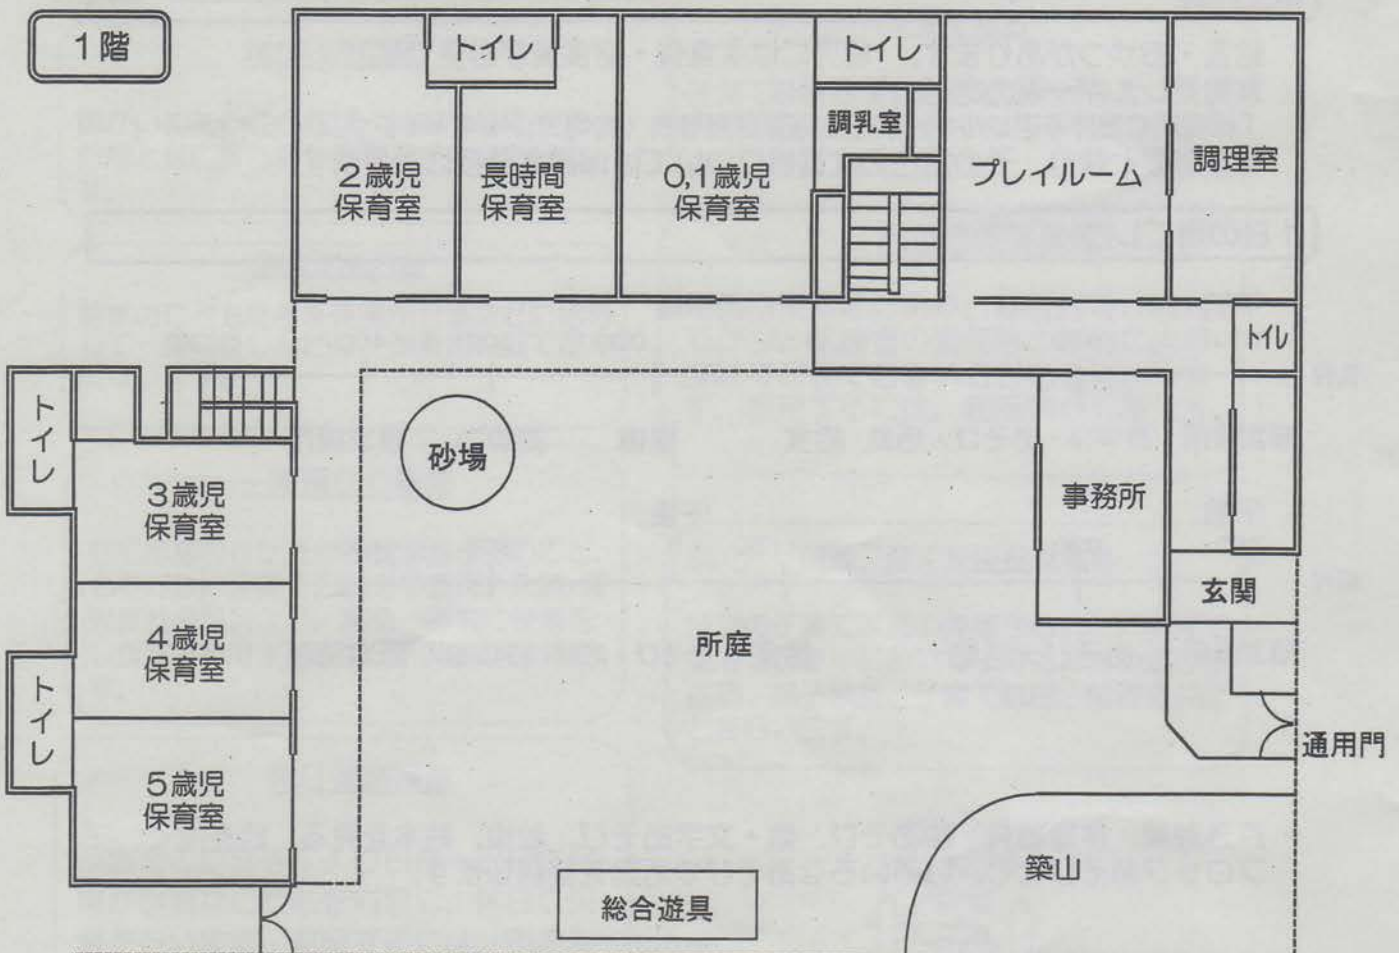 1階
トイレ
トイレ
調乳室
2歳児
保育室
長時間
保育室
0,1歳児
保育室
プレイルーム
調理室
トイレ
トイレ
砂場
3歳児
保育室
事務所
玄関
4歳児
保育室
所庭
トイレ
通用門
5歳児
保育室
築山
総合遊具